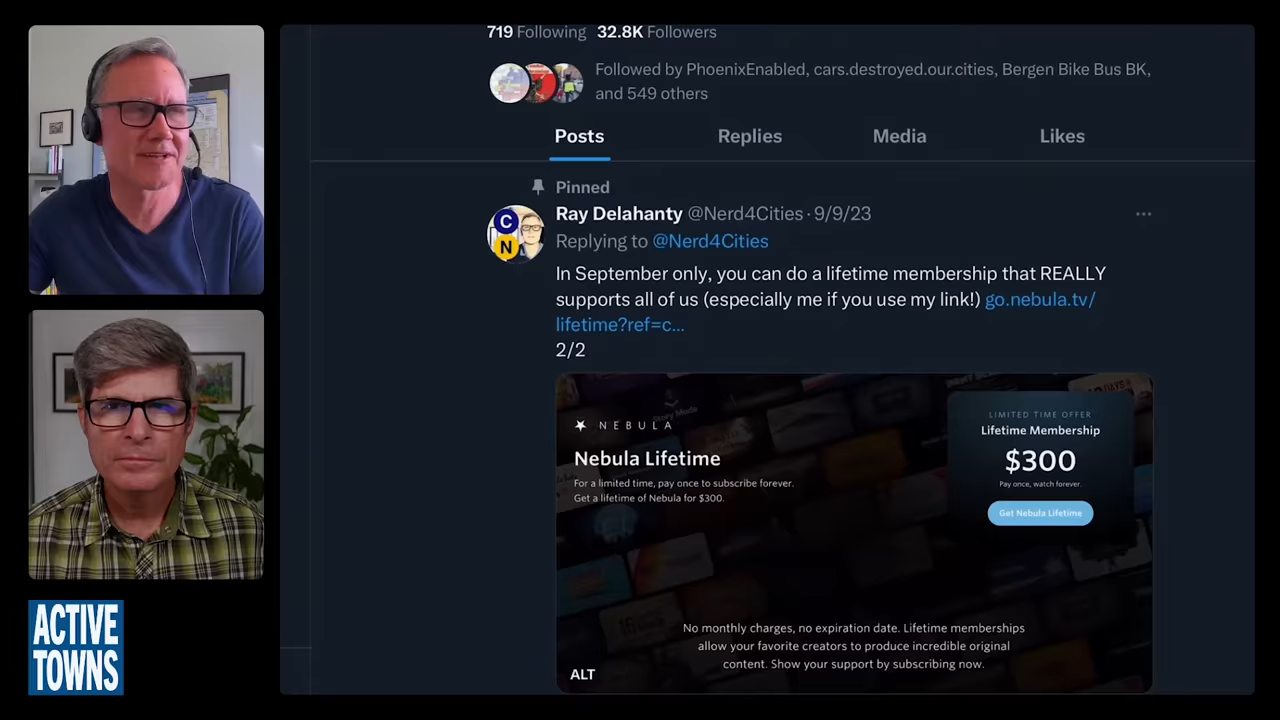 719 Following 32.8K Followers
Followed by PhoenixEnabled, cars.destroyed.our.cities, Bergen Bike Bus BK,
and 549 others
Posts Replies Media Likes
Pinned
Ray Delahanty @Nerd4Cities · 9/9/23
Replying to @Nerd4Cities
In September only, you can do a lifetime membership that REALLY
supports all of us (especially me if you use my link!) go.nebula.tv/
lifetime?ref=c...
2/2
C
N
NEBULA
Nebula Lifetime
For a limited time, pay once to subscribe forever.
Get a lifetime of Nebula for $300.
LIMITED TIME OFFER
Lifetime Membership
$300
Pay once, watch forever.
Get Nebula Lifetime
No monthly charges, no expiration date. Lifetime memberships
allow your favorite creators to produce incredible original
content. Show your support by subscribing now.
ALT
ACTIVE
TOWNS